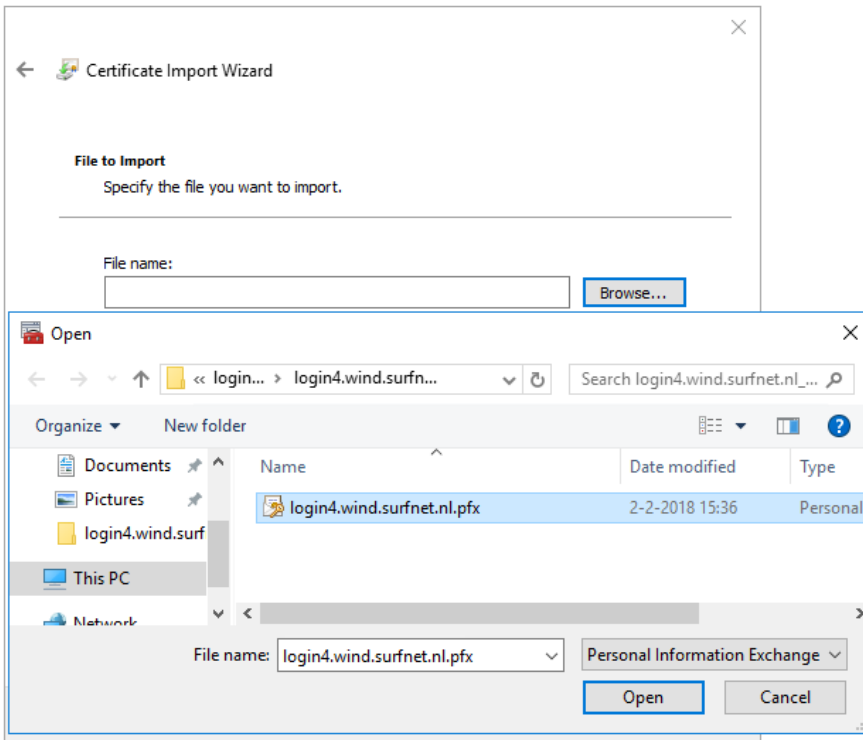 Certificate Import Wizard
File to Import
Specify the file you want to import.
File name:
Browse...
Open
« login... › login4.wind.surfn...
Search login4.wind.surfnet.nl_...
Organize
New folder
Documents
Name
Date modified
Type
Pictures
login4.wind.surfnet.nl.pfx
2-2-2018 15:36
Personal
login4.wind.surf
This PC
Network
File name:
login4.wind.surfnet.nl.pfx
Personal Information Exchange
Open
Cancel